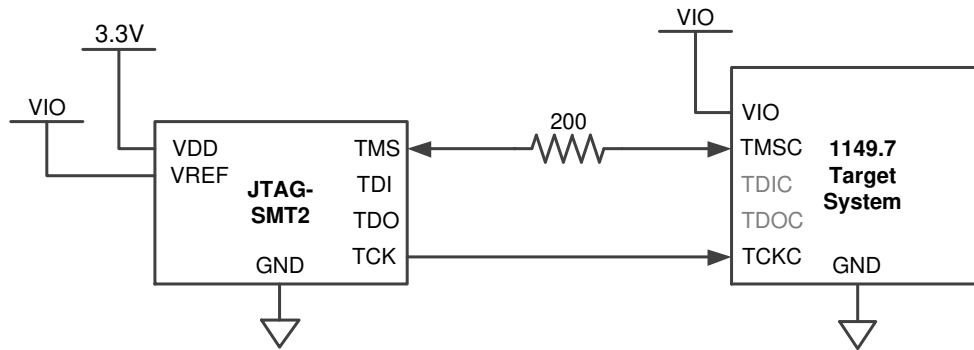 VIO
3.3V
VIO
200
VDD
TMS
VREF
TDI
JTAG-
SMT2
TDO
TCK
GND
VIO
TMSC
1149.7
TDIC
Target
TDOC
System
TCKC
GND